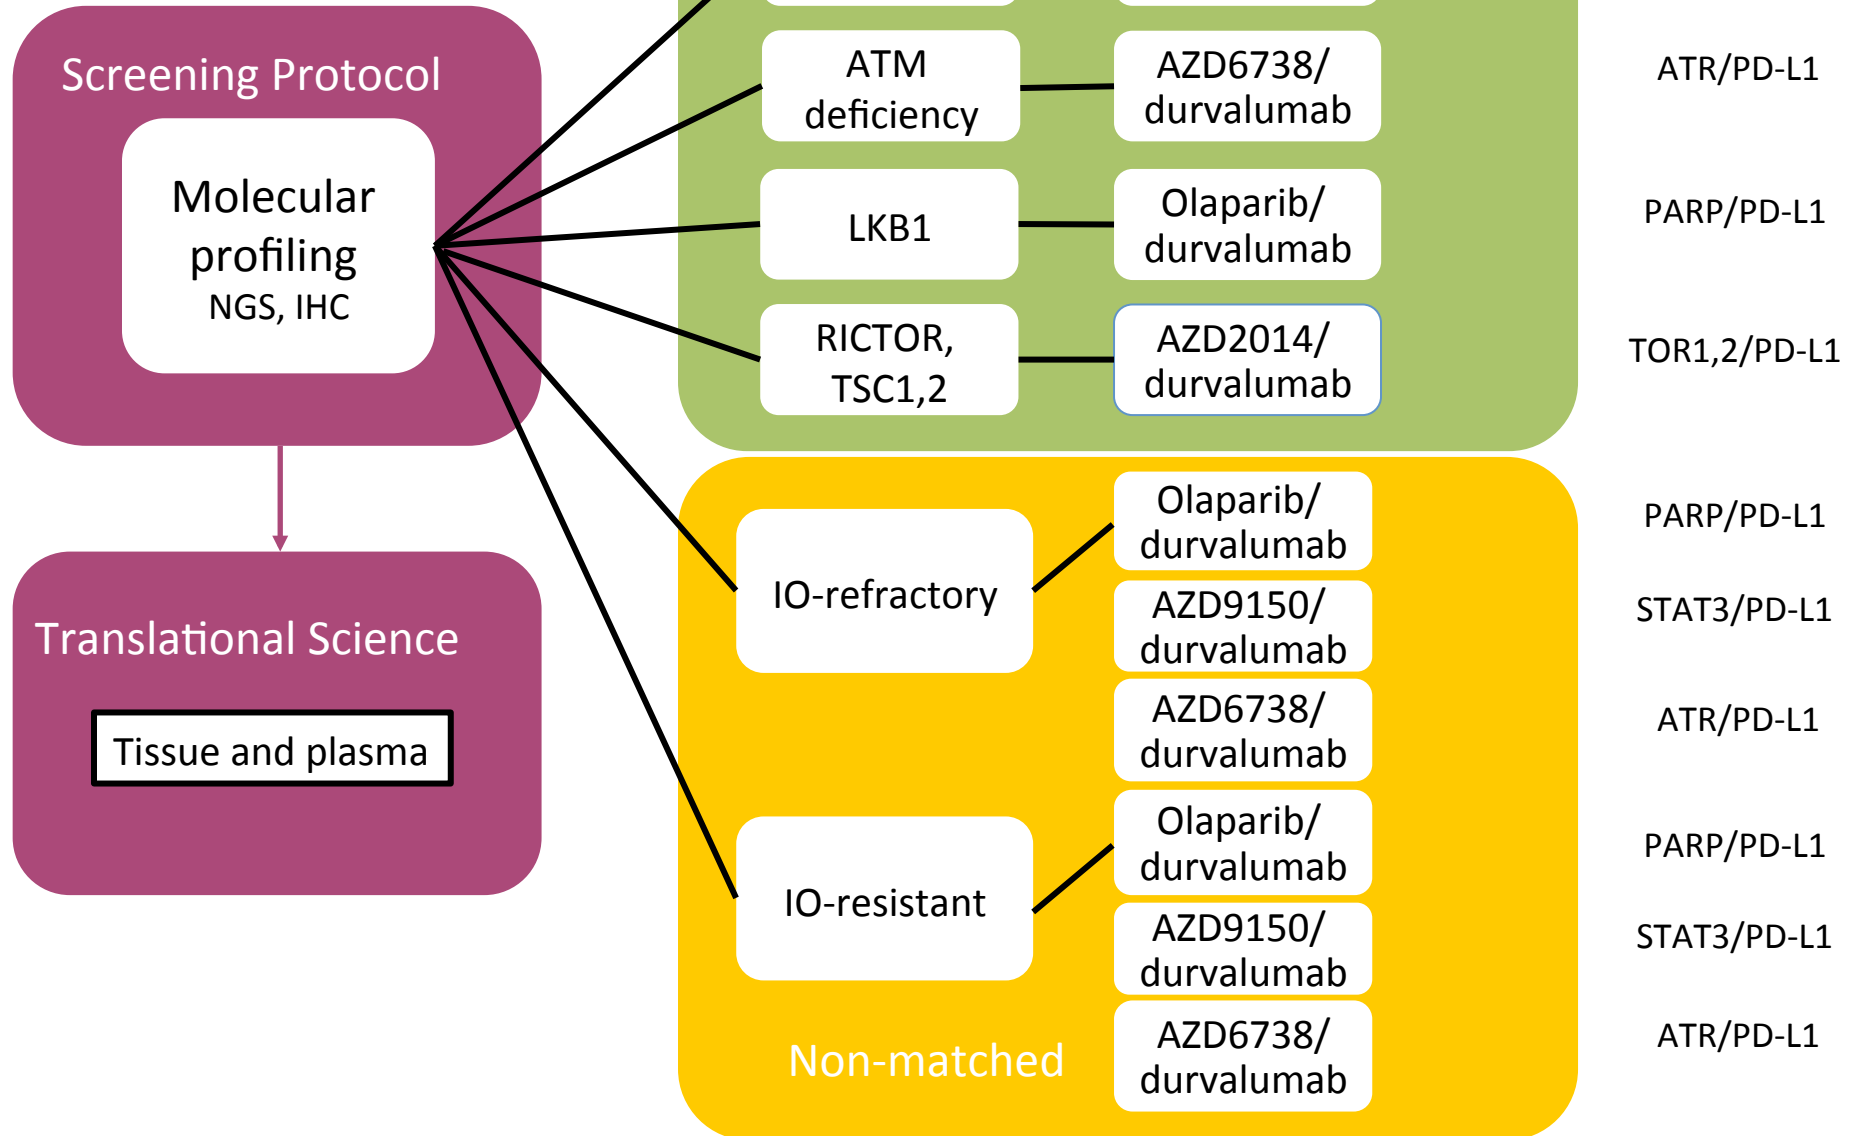 Screening Protocol
Molecular
profiling
NGS, IHC
Translational Science
Tissue and plasma
ATM
deficiency
AZD6738/
durvalumab
ATR/PD-L1
LKB1
Olaparib/
durvalumab
PARP/PD-L1
RICTOR,
TSC1,2
AZD2014/
durvalumab
TOR1,2/PD-L1
IO-refractory
Olaparib/
durvalumab
PARP/PD-L1
AZD9150/
durvalumab
STAT3/PD-L1
AZD6738/
durvalumab
ATR/PD-L1
IO-resistant
Olaparib/
durvalumab
PARP/PD-L1
AZD9150/
durvalumab
STAT3/PD-L1
AZD6738/
durvalumab
ATR/PD-L1
Non-matched